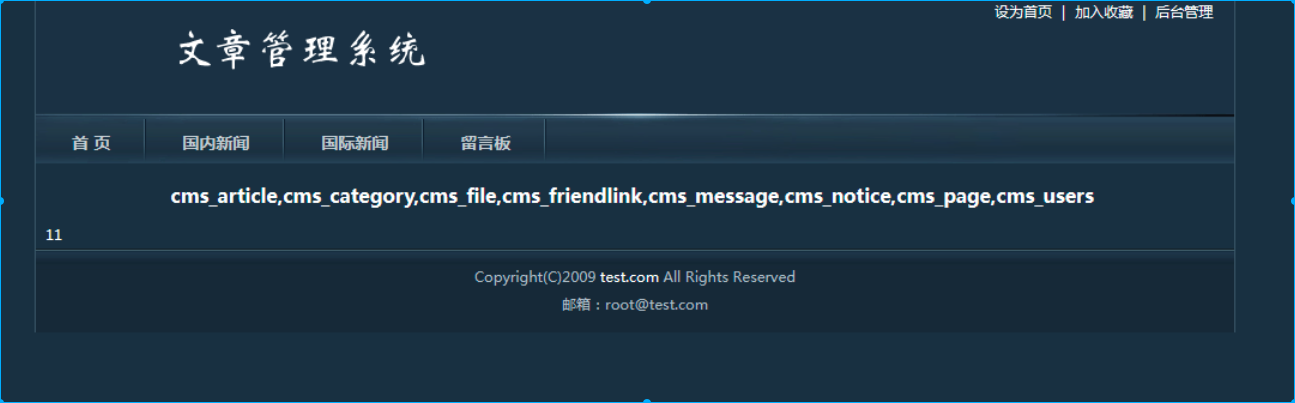 设为首页 | 加入收藏 | 后台管理
文章管理系统
首 页 国内新闻 国际新闻 留言板
cms_article,cms_category,cms_file,cms_friendlink,cms_message,cms_notice,cms_page,cms_users
11
Copyright(C)2009 test.com All Rights Reserved
邮箱：root@test.com